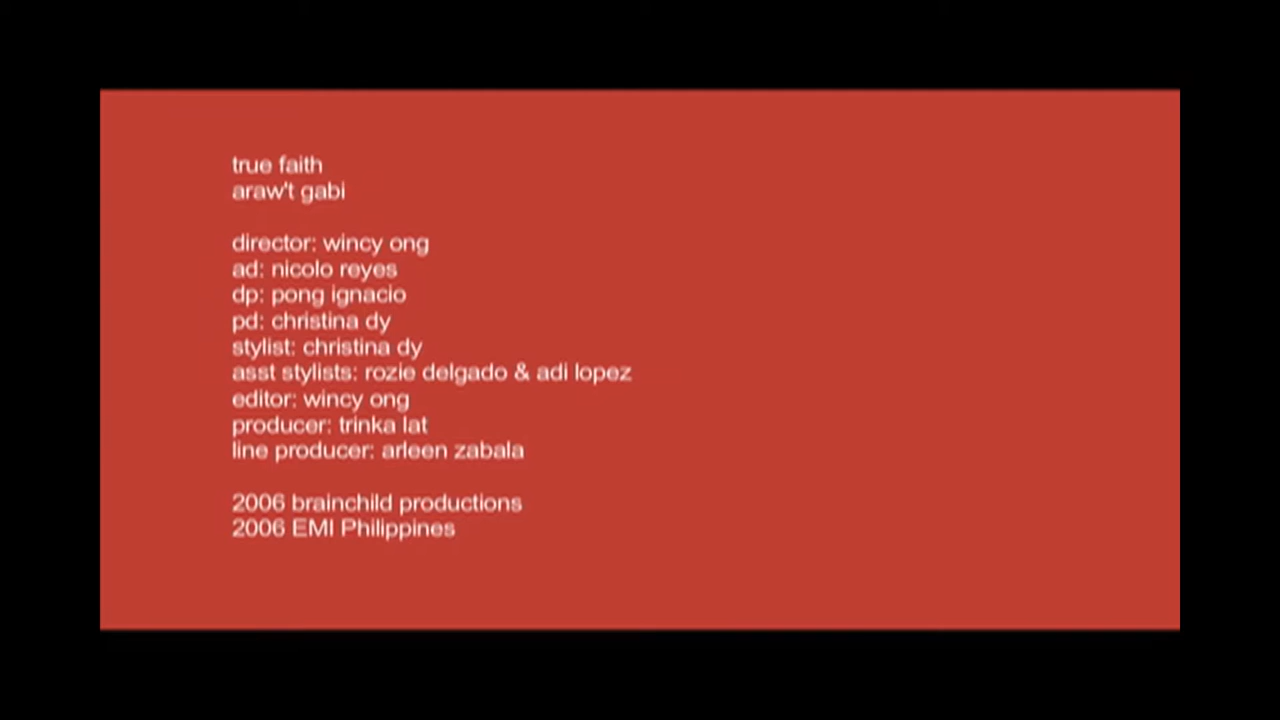 true faith
araw't gabi
director: wincy ong
ad: nicolo reyes
dp: pong ignacio
pd: christina dy
stylist: christina dy
asst stylists: rozie delgado & adi lopez
editor: wincy ong
producer: trinka lat
line producer: arleen zabala
2006 brainchild productions
2006 EMI Philippines